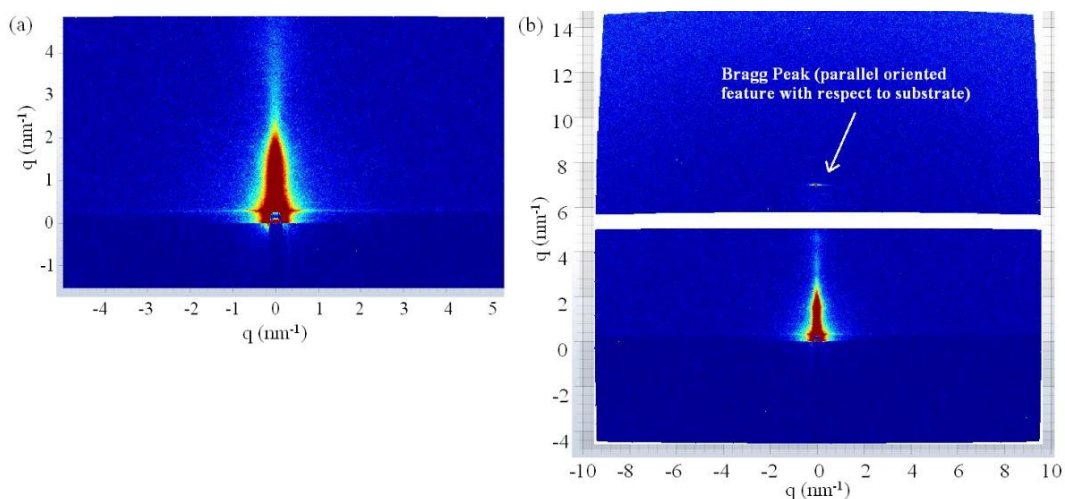 (a)
4
3
2
1
0
-1
q (nm⁻¹)
-4 -3 -2 -1 0 1 2 3 4 5
q (nm⁻¹)
(b)
14
12
10
8
6
4
2
0
-2
-4
q (nm⁻¹)
Bragg Peak (parallel oriented
feature with respect to substrate)
-10 -8 -6 -4 -2 0 2 4 6 8 10
q (nm⁻¹)